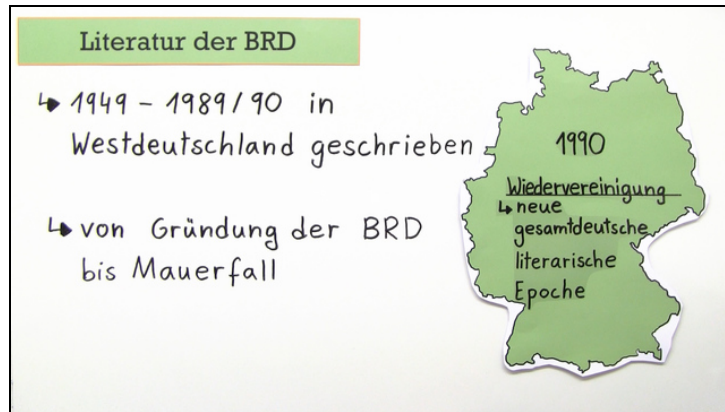 Literatur der BRD
↳ 1949 - 1989/90 in
Westdeutschland geschrieben
↳ von Gründung der BRD
bis Mauerfall
1990
Wiedervereinigung
↳ neue
gesamtdeutsche
literarische
Epoche